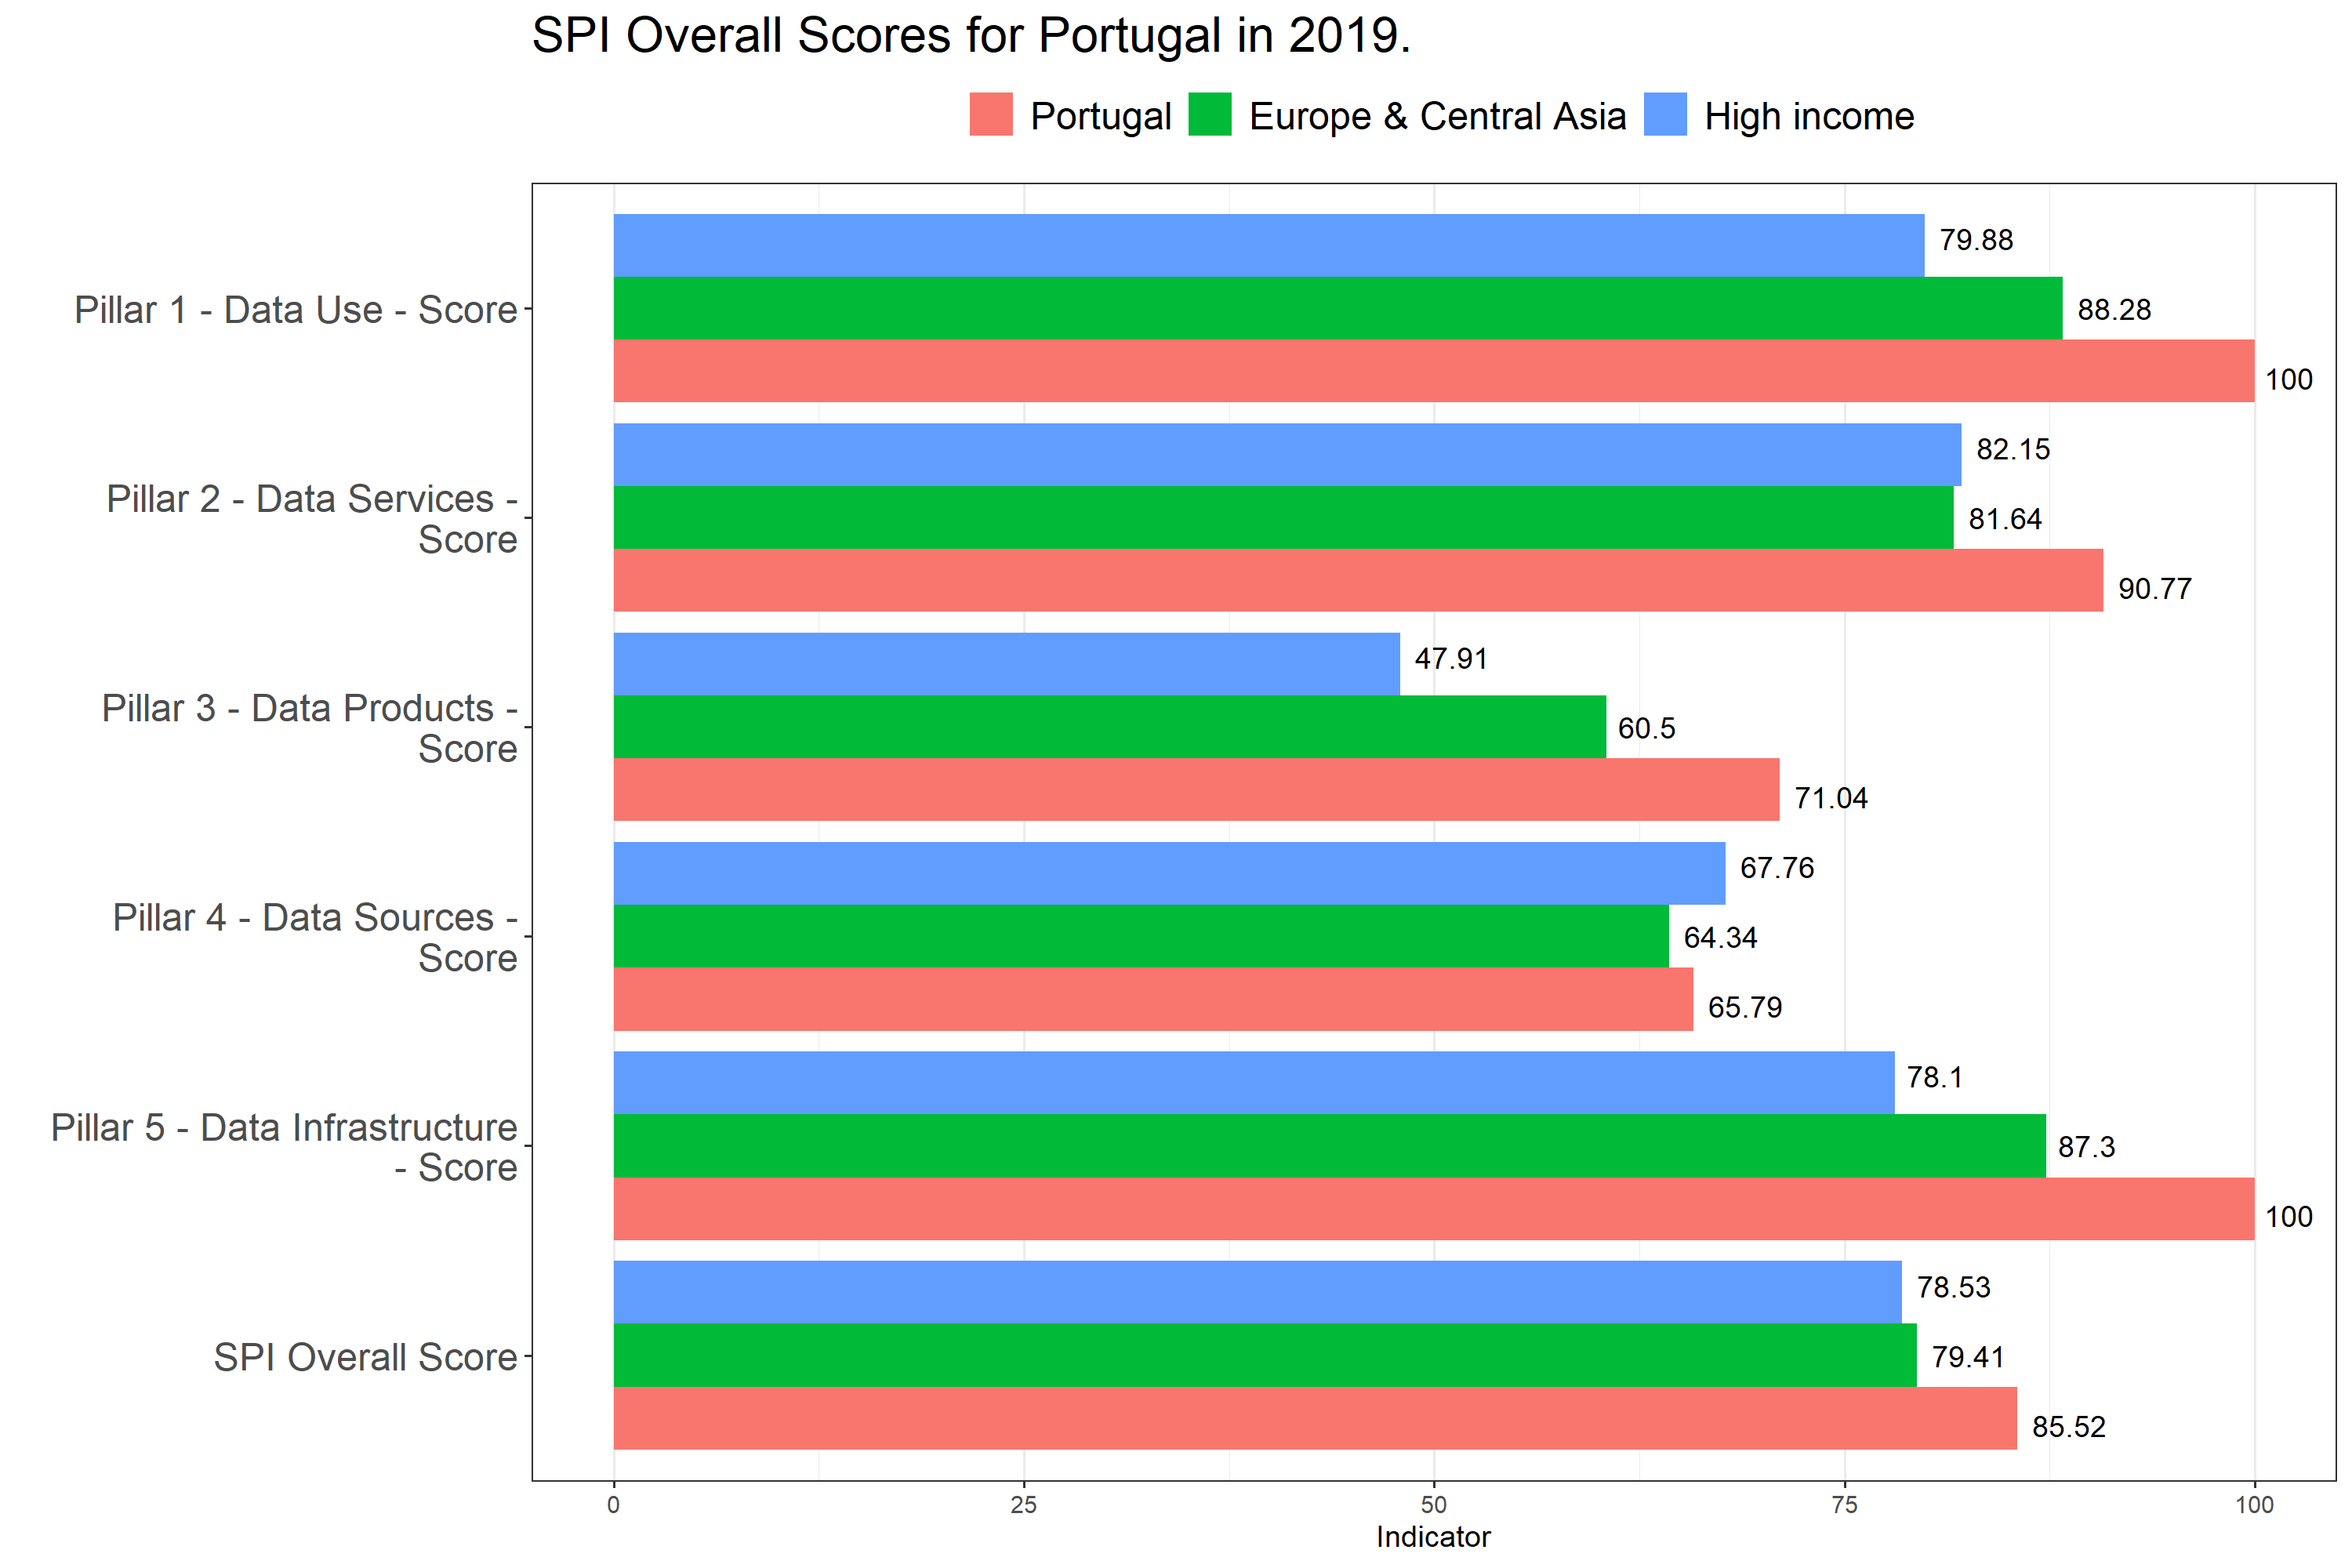 SPI Overall Scores for Portugal in 2019.
Portugal Europe & Central Asia High income
Pillar 1 - Data Use - Score
79.88
88.28
100
Pillar 2 - Data Services -
Score
82.15
81.64
90.77
Pillar 3 - Data Products -
Score
47.91
60.5
71.04
Pillar 4 - Data Sources -
Score
67.76
64.34
65.79
Pillar 5 - Data Infrastructure
- Score
78.1
87.3
100
SPI Overall Score
78.53
79.41
85.52
0 25 50 75 100
Indicator